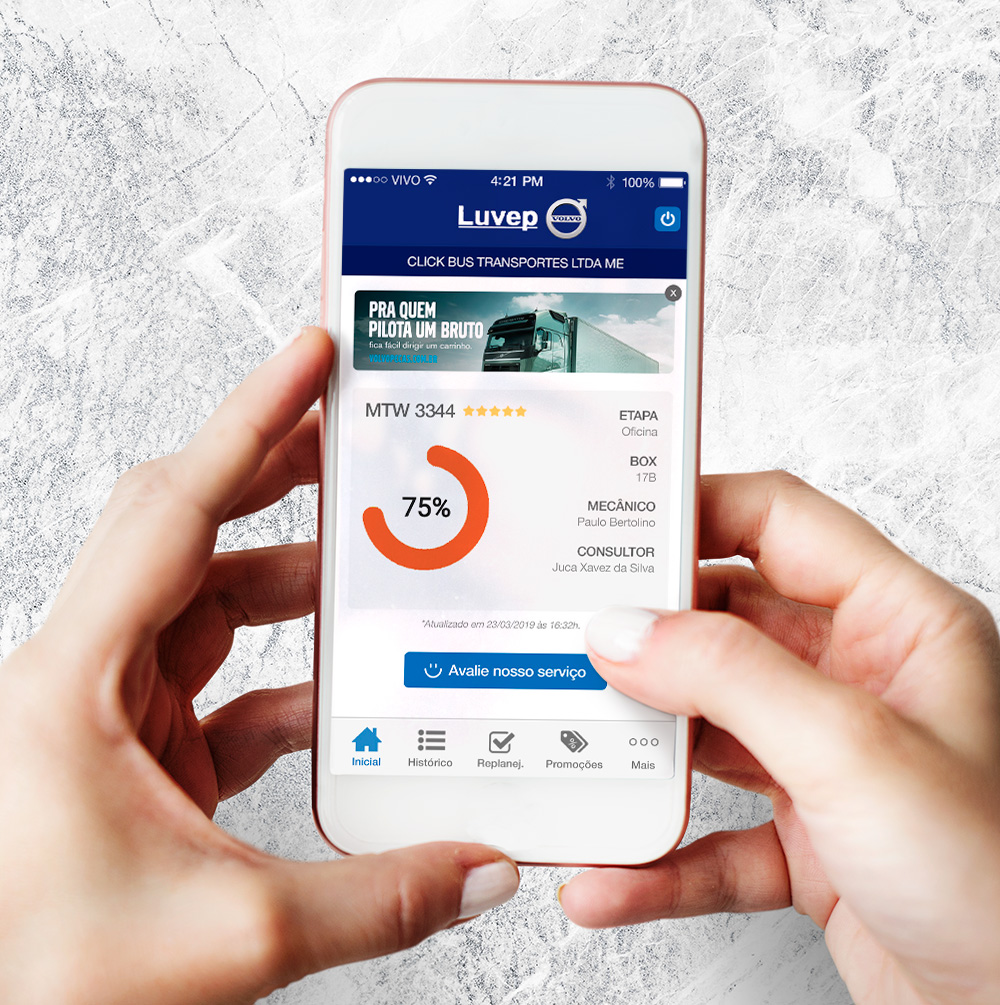 VIVO 4:21 PM 100%
Luvep VOLVO
CLICK BUS TRANSPORTES LTDA ME
X
PRA QUEM
PILOTA UM BRUTO
fica fácil dirigir um caminho.
MTW 3344
75%
ETAPA
Oficina
BOX
17B
MECÂNICO
Paulo Bertolino
CONSULTOR
Juca Xavez da Silva
*Atualizado em 23/03/2019 às 16:32h.
Avalie nosso serviço
Inicial Histórico Replanej. Promoções Mais